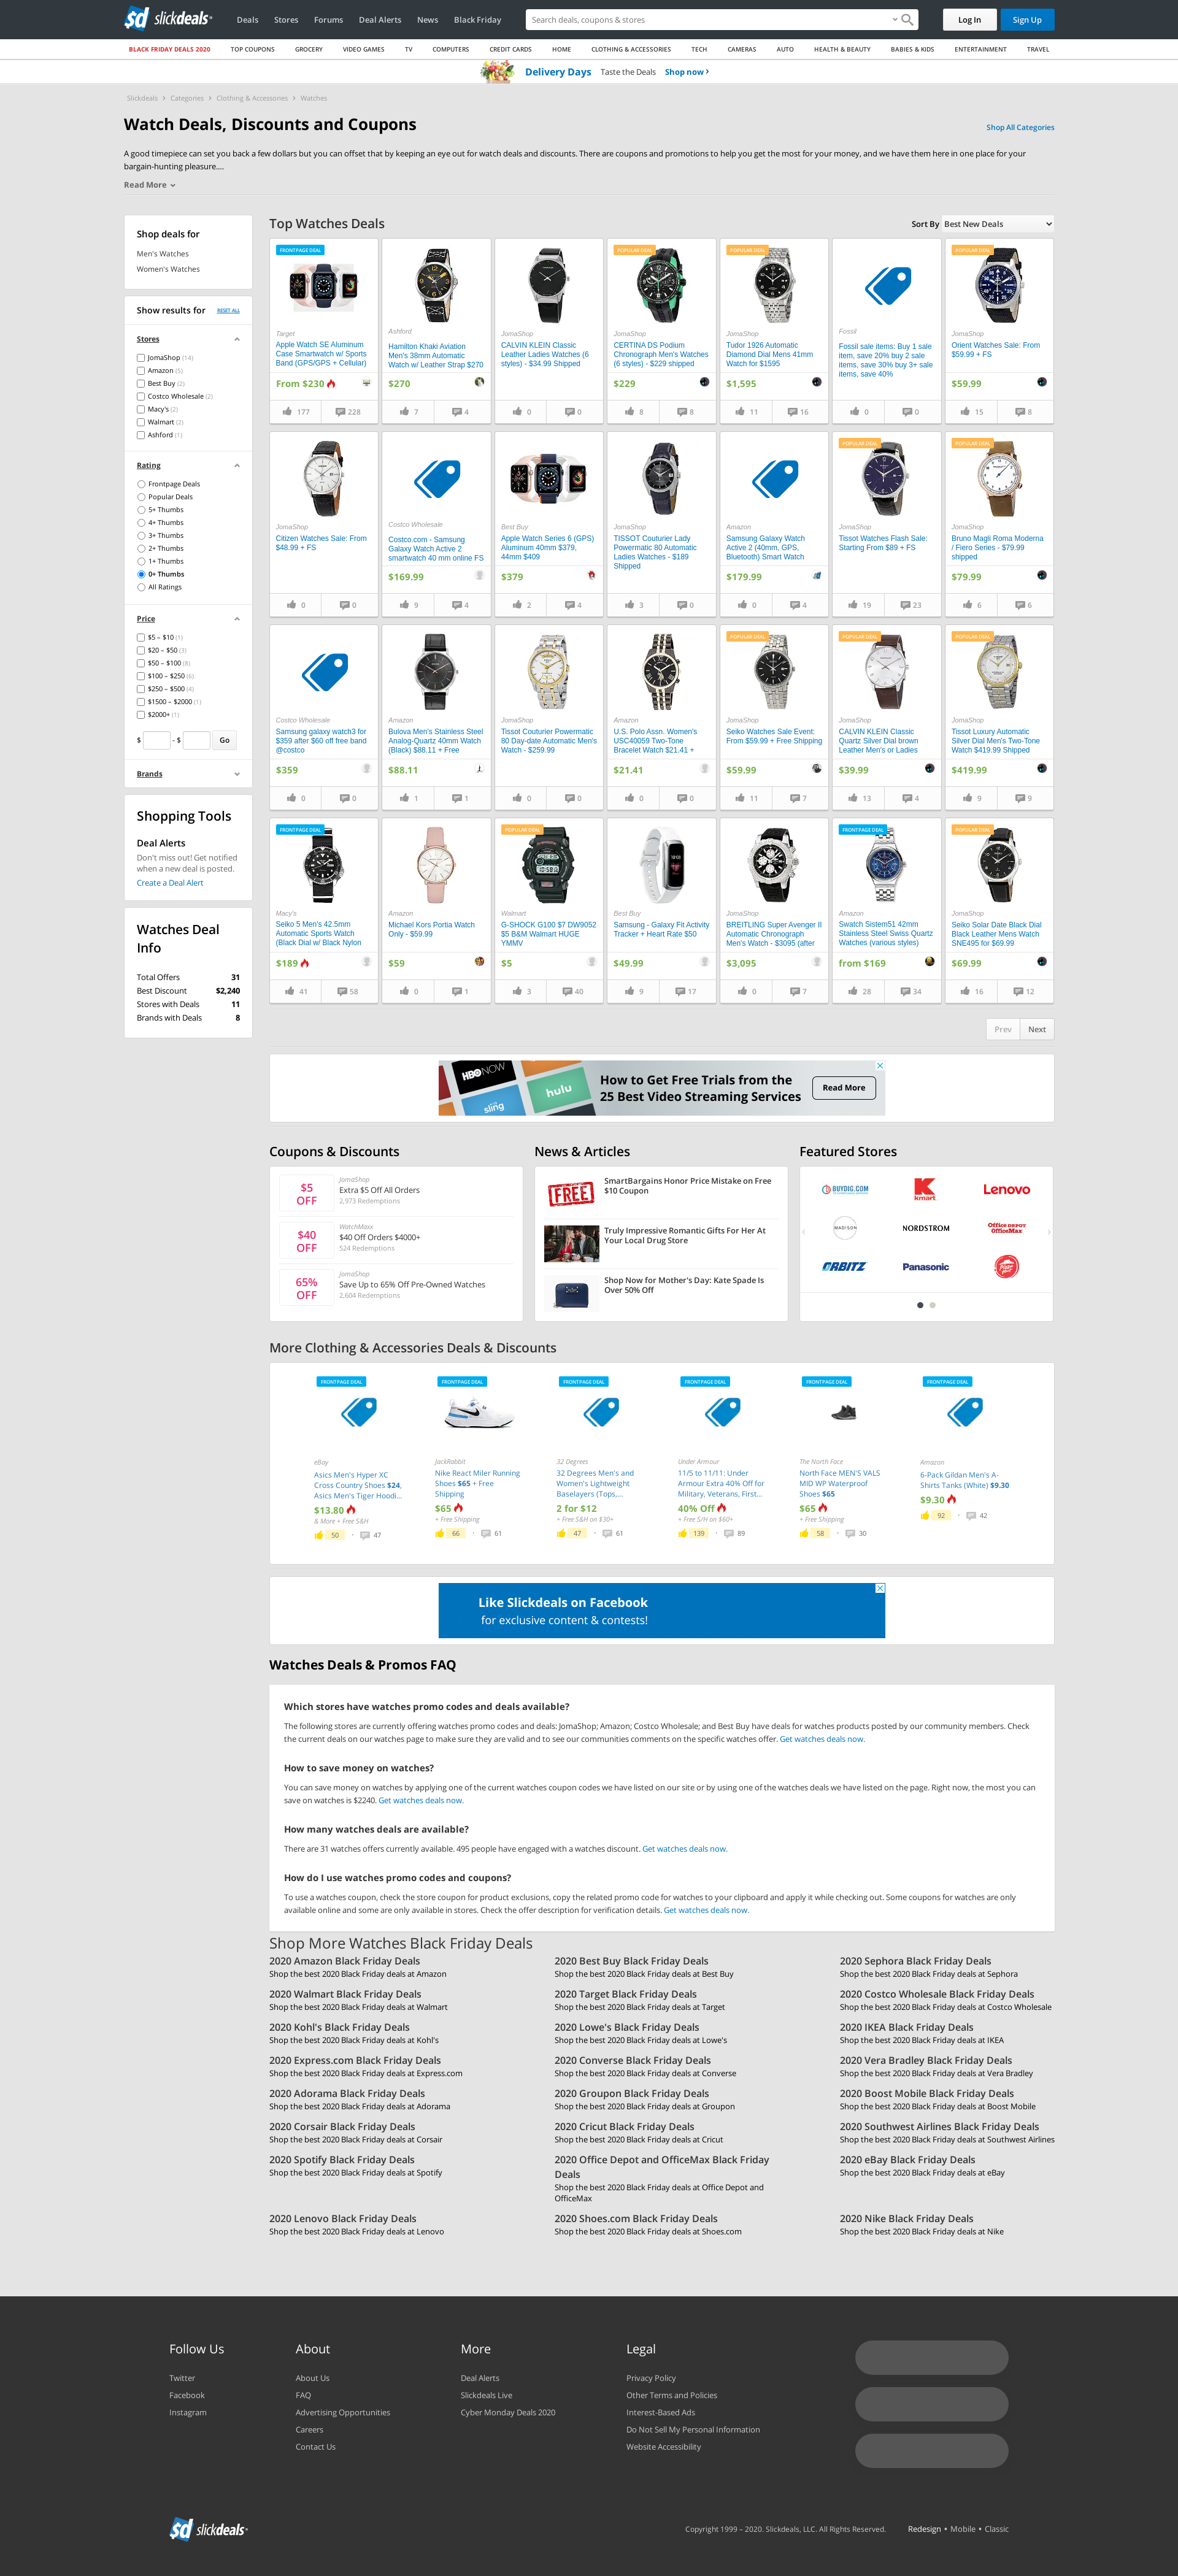 sd slickdeals
Deals
Stores
Forums
Deal Alerts
News
Black Friday
Search deals, coupons & stores
Log In
Sign Up
BLACK FRIDAY DEALS 2020
TOP COUPONS
GROCERY
VIDEO GAMES
TV
COMPUTERS
CREDIT CARDS
HOME
CLOTHING & ACCESSORIES
TECH
CAMERAS
AUTO
HEALTH & BEAUTY
BABIES & KIDS
ENTERTAINMENT
TRAVEL
Delivery Days Taste the Deals Shop now ›
Slickdeals › Categories › Clothing & Accessories › Watches
Watch Deals, Discounts and Coupons
Shop All Categories
A good timepiece can set you back a few dollars but you can offset that by keeping an eye out for watch deals and discounts. There are coupons and promotions to help you get the most for your money, and we have them here in one place for your
bargain-hunting pleasure....
Read More
Shop deals for
Men's Watches
Women's Watches
Show results for RESET ALL
Stores
JomaShop (14)
Amazon (5)
Best Buy (2)
Costco Wholesale (2)
Macy's (2)
Walmart (2)
Ashford (1)
Rating
Frontpage Deals
Popular Deals
5+ Thumbs
4+ Thumbs
3+ Thumbs
2+ Thumbs
1+ Thumbs
0+ Thumbs
All Ratings
Price
$5 – $10 (1)
$20 – $50 (3)
$50 – $100 (8)
$100 – $250 (6)
$250 – $500 (4)
$1500 – $2000 (1)
$2000+ (1)
$ - $ Go
Brands
Shopping Tools
Deal Alerts
Don't miss out! Get notified
when a new deal is posted.
Create a Deal Alert
Watches Deal
Info
Total Offers 31
Best Discount $2,240
Stores with Deals 11
Brands with Deals 8
Top Watches Deals
Sort By Best New Deals
FRONTPAGE DEAL
Target
Apple Watch SE Aluminum
Case Smartwatch w/ Sports
Band (GPS/GPS + Cellular)
From $230
177 228
Ashford
Hamilton Khaki Aviation
Men's 38mm Automatic
Watch w/ Leather Strap $270
$270
7 4
JomaShop
CALVIN KLEIN Classic
Leather Ladies Watches (6
styles) - $34.99 Shipped
0 0
POPULAR DEAL
JomaShop
CERTINA DS Podium
Chronograph Men's Watches
(6 styles) - $229 shipped
$229
8 8
POPULAR DEAL
JomaShop
Tudor 1926 Automatic
Diamond Dial Mens 41mm
Watch for $1595
$1,595
11 16
Fossil
Fossil sale items: Buy 1 sale
item, save 20% buy 2 sale
items, save 30% buy 3+ sale
items, save 40%
0 0
POPULAR DEAL
JomaShop
Orient Watches Sale: From
$59.99 + FS
$59.99
15 8
JomaShop
Citizen Watches Sale: From
$48.99 + FS
0 0
Costco Wholesale
Costco.com - Samsung
Galaxy Watch Active 2
smartwatch 40 mm online FS
$169.99
9 4
Best Buy
Apple Watch Series 6 (GPS)
Aluminum 40mm $379,
44mm $409
$379
2 4
JomaShop
TISSOT Couturier Lady
Powermatic 80 Automatic
Ladies Watches - $189
Shipped
3 0
Amazon
Samsung Galaxy Watch
Active 2 (40mm, GPS,
Bluetooth) Smart Watch
$179.99
0 4
POPULAR DEAL
JomaShop
Tissot Watches Flash Sale:
Starting From $89 + FS
19 23
POPULAR DEAL
JomaShop
Bruno Magli Roma Moderna
/ Fiero Series - $79.99
shipped
$79.99
6 6
Costco Wholesale
Samsung galaxy watch3 for
$359 after $60 off free band
@costco
$359
0 0
Amazon
Bulova Men's Stainless Steel
Analog-Quartz 40mm Watch
(Black) $88.11 + Free
$88.11
1 1
JomaShop
Tissot Couturier Powermatic
80 Day-date Automatic Men's
Watch - $259.99
0 0
Amazon
U.S. Polo Assn. Women's
USC40059 Two-Tone
Bracelet Watch $21.41 +
$21.41
0 0
POPULAR DEAL
JomaShop
Seiko Watches Sale Event:
From $59.99 + Free Shipping
$59.99
11 7
POPULAR DEAL
JomaShop
CALVIN KLEIN Classic
Quartz Silver Dial brown
Leather Men's or Ladies
$39.99
13 4
POPULAR DEAL
JomaShop
Tissot Luxury Automatic
Silver Dial Men's Two-Tone
Watch $419.99 Shipped
$419.99
9 9
FRONTPAGE DEAL
Macy's
Seiko 5 Men's 42.5mm
Automatic Sports Watch
(Black Dial w/ Black Nylon
$189
41 58
Amazon
Michael Kors Portia Watch
Only - $59.99
$59
0 1
POPULAR DEAL
Walmart
G-SHOCK G100 $7 DW9052
$5 B&M Walmart HUGE
YMMV
$5
3 40
Best Buy
Samsung - Galaxy Fit Activity
Tracker + Heart Rate $50
$49.99
9 17
JomaShop
BREITLING Super Avenger II
Automatic Chronograph
Men's Watch - $3095 (after
$3,095
0 7
FRONTPAGE DEAL
Amazon
Swatch Sistem51 42mm
Stainless Steel Swiss Quartz
Watches (various styles)
from $169
28 34
POPULAR DEAL
JomaShop
Seiko Solar Date Black Dial
Black Leather Mens Watch
SNE495 for $69.99
$69.99
16 12
Prev Next
HBO NOW
hulu
sling
How to Get Free Trials from the
25 Best Video Streaming Services
Read More
Coupons & Discounts
$5
OFF
JomaShop
Extra $5 Off All Orders
2,973 Redemptions
$40
OFF
WatchMaxx
$40 Off Orders $4000+
524 Redemptions
65%
OFF
JomaShop
Save Up to 65% Off Pre-Owned Watches
2,604 Redemptions
News & Articles
FREE!
SmartBargains Honor Price Mistake on Free
$10 Coupon
Truly Impressive Romantic Gifts For Her At
Your Local Drug Store
Shop Now for Mother's Day: Kate Spade Is
Over 50% Off
Featured Stores
BUYDIG.COM
kmart
Lenovo
MADISON
NORDSTROM
Office DEPOT
OfficeMax
ORBITZ
Panasonic
More Clothing & Accessories Deals & Discounts
FRONTPAGE DEAL
eBay
Asics Men's Hyper XC
Cross Country Shoes $24,
Asics Men's Tiger Hoodi...
$13.80
& More + Free S&H
50 • 47
FRONTPAGE DEAL
JackRabbit
Nike React Miler Running
Shoes $65 + Free
Shipping
$65
+ Free Shipping
66 • 61
FRONTPAGE DEAL
32 Degrees
32 Degrees Men's and
Women's Lightweight
Baselayers (Tops,...
2 for $12
+ Free S&H on $30+
47 • 61
FRONTPAGE DEAL
Under Armour
11/5 to 11/11: Under
Armour Extra 40% Off for
Military, Veterans, First...
40% Off
+ Free S/H on $60+
139 • 89
FRONTPAGE DEAL
The North Face
North Face MEN'S VALS
MID WP Waterproof
Shoes $65
$65
+ Free Shipping
58 • 30
FRONTPAGE DEAL
Amazon
6-Pack Gildan Men's A-
Shirts Tanks (White) $9.30
$9.30
92 • 42
Like Slickdeals on Facebook
for exclusive content & contests!
Watches Deals & Promos FAQ
Which stores have watches promo codes and deals available?
The following stores are currently offering watches promo codes and deals: JomaShop; Amazon; Costco Wholesale; and Best Buy have deals for watches products posted by our community members. Check
the current deals on our watches page to make sure they are valid and to see our communities comments on the specific watches offer. Get watches deals now.
How to save money on watches?
You can save money on watches by applying one of the current watches coupon codes we have listed on our site or by using one of the watches deals we have listed on the page. Right now, the most you can
save on watches is $2240. Get watches deals now.
How many watches deals are available?
There are 31 watches offers currently available. 495 people have engaged with a watches discount. Get watches deals now.
How do I use watches promo codes and coupons?
To use a watches coupon, check the store coupon for product exclusions, copy the related promo code for watches to your clipboard and apply it while checking out. Some coupons for watches are only
available online and some are only available in stores. Check the offer description for verification details. Get watches deals now.
Shop More Watches Black Friday Deals
2020 Amazon Black Friday Deals
Shop the best 2020 Black Friday deals at Amazon
2020 Best Buy Black Friday Deals
Shop the best 2020 Black Friday deals at Best Buy
2020 Sephora Black Friday Deals
Shop the best 2020 Black Friday deals at Sephora
2020 Walmart Black Friday Deals
Shop the best 2020 Black Friday deals at Walmart
2020 Target Black Friday Deals
Shop the best 2020 Black Friday deals at Target
2020 Costco Wholesale Black Friday Deals
Shop the best 2020 Black Friday deals at Costco Wholesale
2020 Kohl's Black Friday Deals
Shop the best 2020 Black Friday deals at Kohl's
2020 Lowe's Black Friday Deals
Shop the best 2020 Black Friday deals at Lowe's
2020 IKEA Black Friday Deals
Shop the best 2020 Black Friday deals at IKEA
2020 Express.com Black Friday Deals
Shop the best 2020 Black Friday deals at Express.com
2020 Converse Black Friday Deals
Shop the best 2020 Black Friday deals at Converse
2020 Vera Bradley Black Friday Deals
Shop the best 2020 Black Friday deals at Vera Bradley
2020 Adorama Black Friday Deals
Shop the best 2020 Black Friday deals at Adorama
2020 Groupon Black Friday Deals
Shop the best 2020 Black Friday deals at Groupon
2020 Boost Mobile Black Friday Deals
Shop the best 2020 Black Friday deals at Boost Mobile
2020 Corsair Black Friday Deals
Shop the best 2020 Black Friday deals at Corsair
2020 Cricut Black Friday Deals
Shop the best 2020 Black Friday deals at Cricut
2020 Southwest Airlines Black Friday Deals
Shop the best 2020 Black Friday deals at Southwest Airlines
2020 Spotify Black Friday Deals
Shop the best 2020 Black Friday deals at Spotify
2020 Office Depot and OfficeMax Black Friday
Deals
Shop the best 2020 Black Friday deals at Office Depot and
OfficeMax
2020 eBay Black Friday Deals
Shop the best 2020 Black Friday deals at eBay
2020 Lenovo Black Friday Deals
Shop the best 2020 Black Friday deals at Lenovo
2020 Shoes.com Black Friday Deals
Shop the best 2020 Black Friday deals at Shoes.com
2020 Nike Black Friday Deals
Shop the best 2020 Black Friday deals at Nike
Follow Us
Twitter
Facebook
Instagram
About
About Us
FAQ
Advertising Opportunities
Careers
Contact Us
More
Deal Alerts
Slickdeals Live
Cyber Monday Deals 2020
Legal
Privacy Policy
Other Terms and Policies
Interest-Based Ads
Do Not Sell My Personal Information
Website Accessibility
sd slickdeals
Copyright 1999 – 2020. Slickdeals, LLC. All Rights Reserved.
Redesign • Mobile • Classic